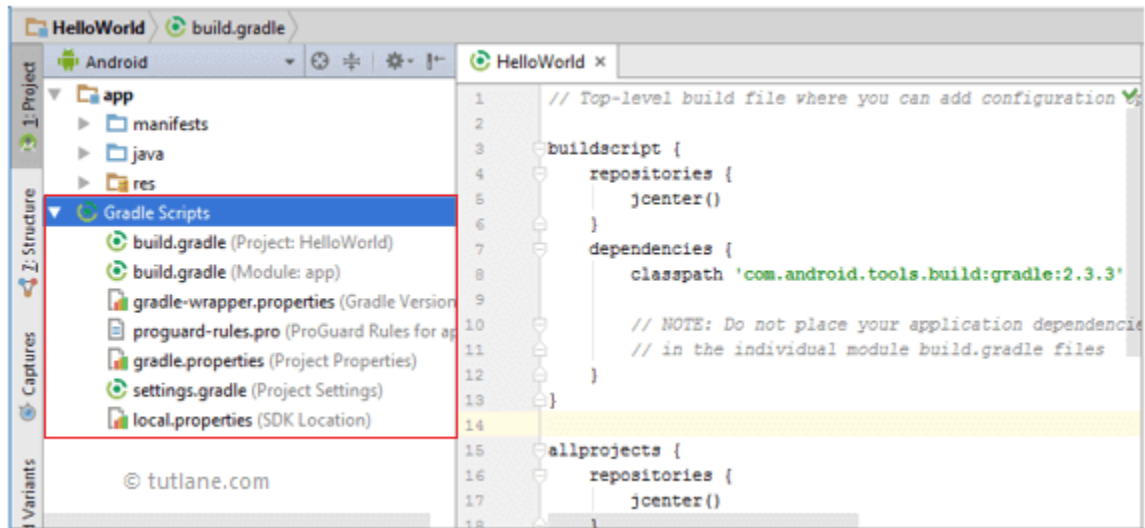 HelloWorld build.gradle
1: Project
7: Structure
Captures
Variants
Android
app
manifests
java
res
Gradle Scripts
build.gradle (Project: HelloWorld)
build.gradle (Module: app)
gradle-wrapper.properties (Gradle Version
proguard-rules.pro (ProGuard Rules for ap
gradle.properties (Project Properties)
settings.gradle (Project Settings)
local.properties (SDK Location)
© tutlane.com
HelloWorld ×
1 // Top-level build file where you can add configuration
2
3 buildscript {
4 repositories {
5 jcenter()
6 }
7 dependencies {
8 classpath 'com.android.tools.build:gradle:2.3.3'
9
10 // NOTE: Do not place your application dependencie
11 // in the individual module build.gradle files
12 }
13 }
14
15 allprojects {
16 repositories {
17 jcenter()
18 }